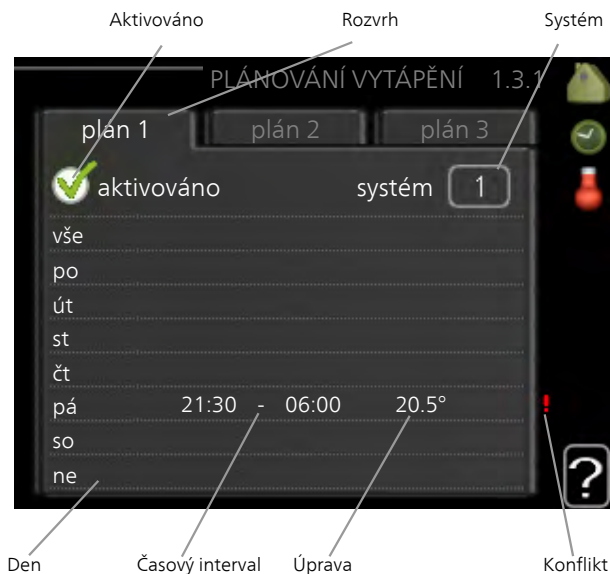 Aktivováno Rozvrh Systém
PLÁNOVÁNÍ VYTÁPĚNÍ 1.3.1
plán 1 plán 2 plán 3
aktivováno systém 1
vše
po
út
st
čt
pá 21:30 - 06:00 20.5° !
so
ne
?
Den Časový interval Úprava Konflikt